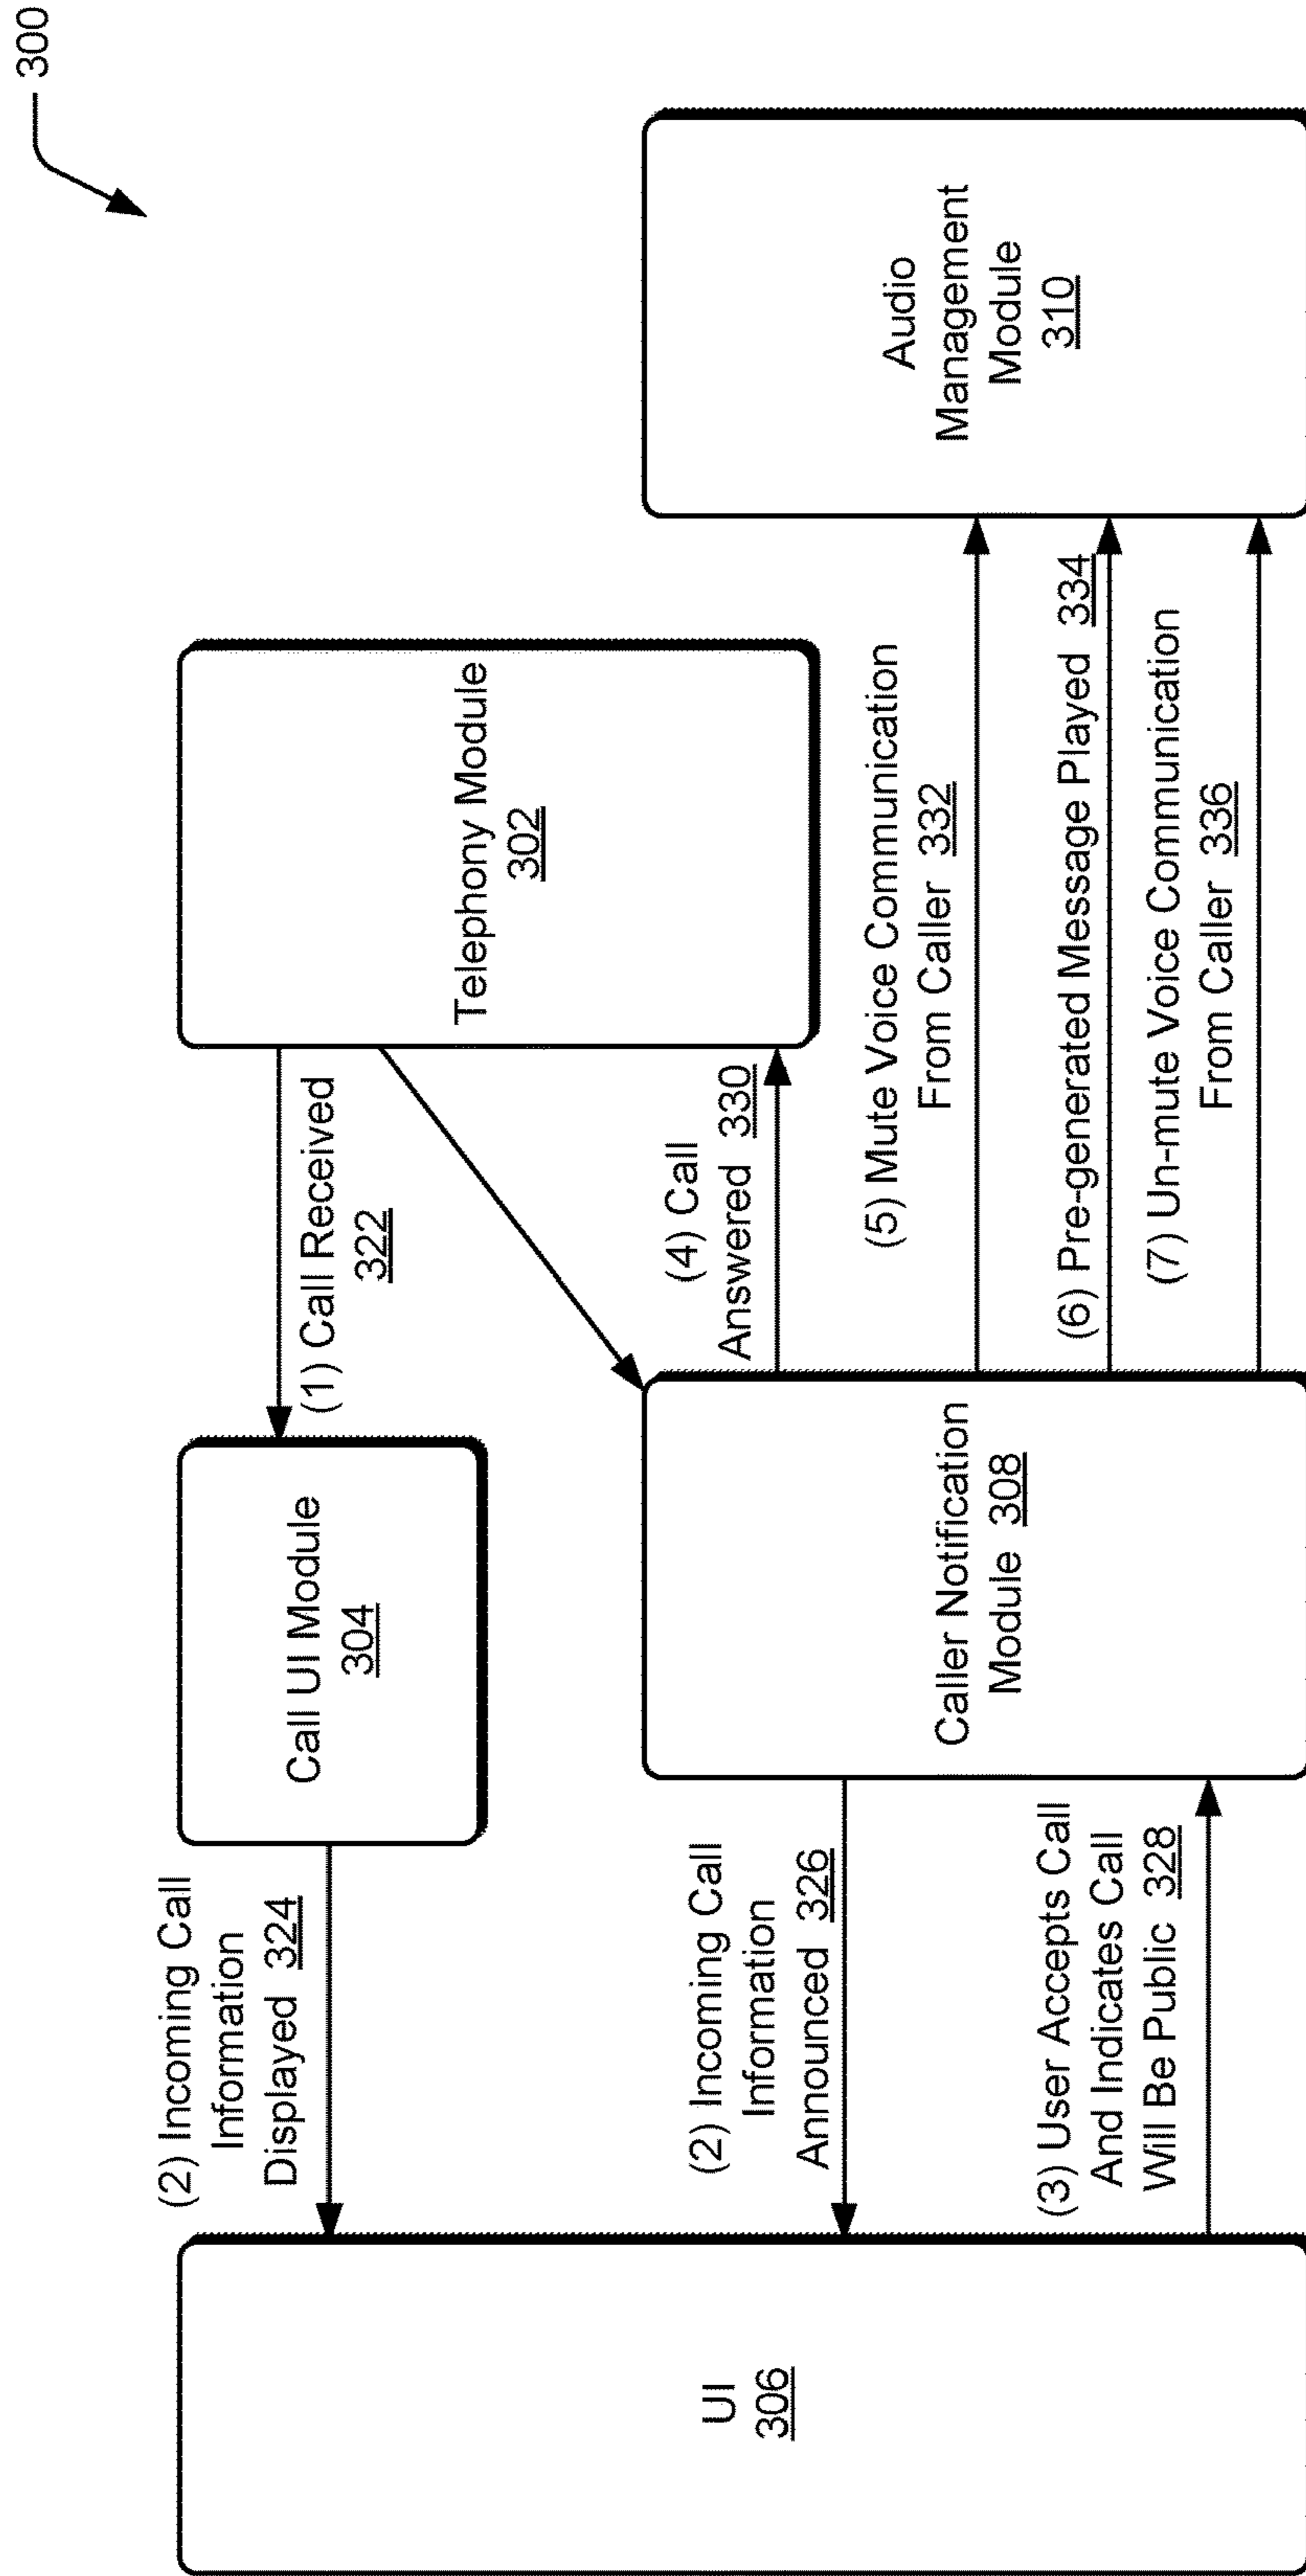 300
(2) Incoming Call
Information
Displayed 324
Call UI Module
304
(1) Call Received
322
Telephony Module
302
UI
306
(2) Incoming Call
Information
Announced 326
(3) User Accepts Call
And Indicates Call
Will Be Public 328
Caller Notification
Module 308
(4) Call
Answered 330
(5) Mute Voice Communication
From Caller 332
(6) Pre-generated Message Played 334
(7) Un-mute Voice Communication
From Caller 336
Audio
Management
Module
310